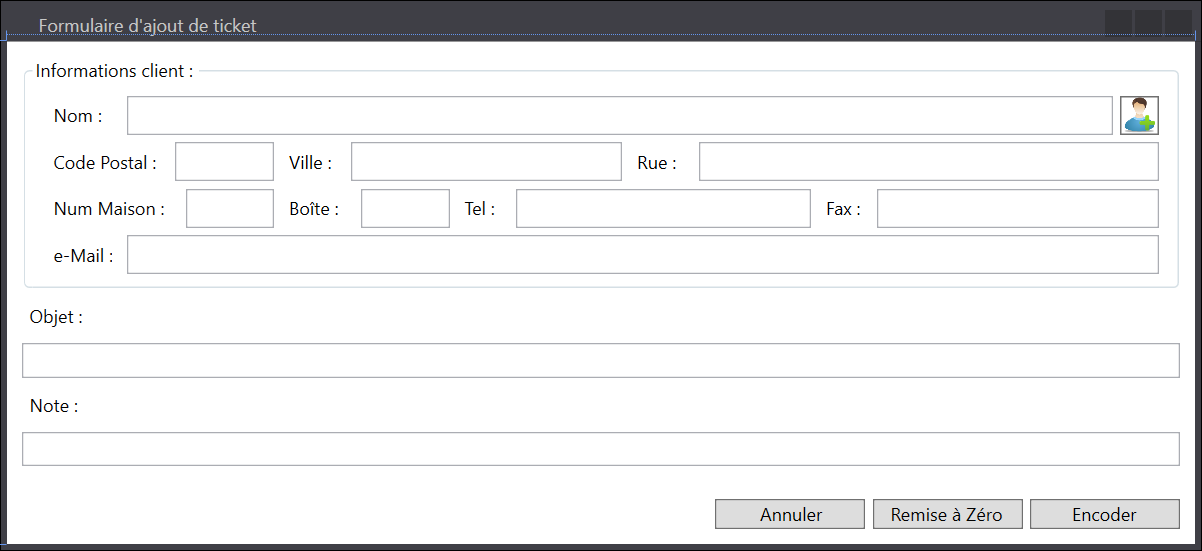 Formulaire d'ajout de ticket
Informations client :
Nom :
Code Postal : Ville : Rue :
Num Maison : Boîte : Tel : Fax :
e-Mail :
Objet :
Note :
Annuler Remise à Zéro Encoder